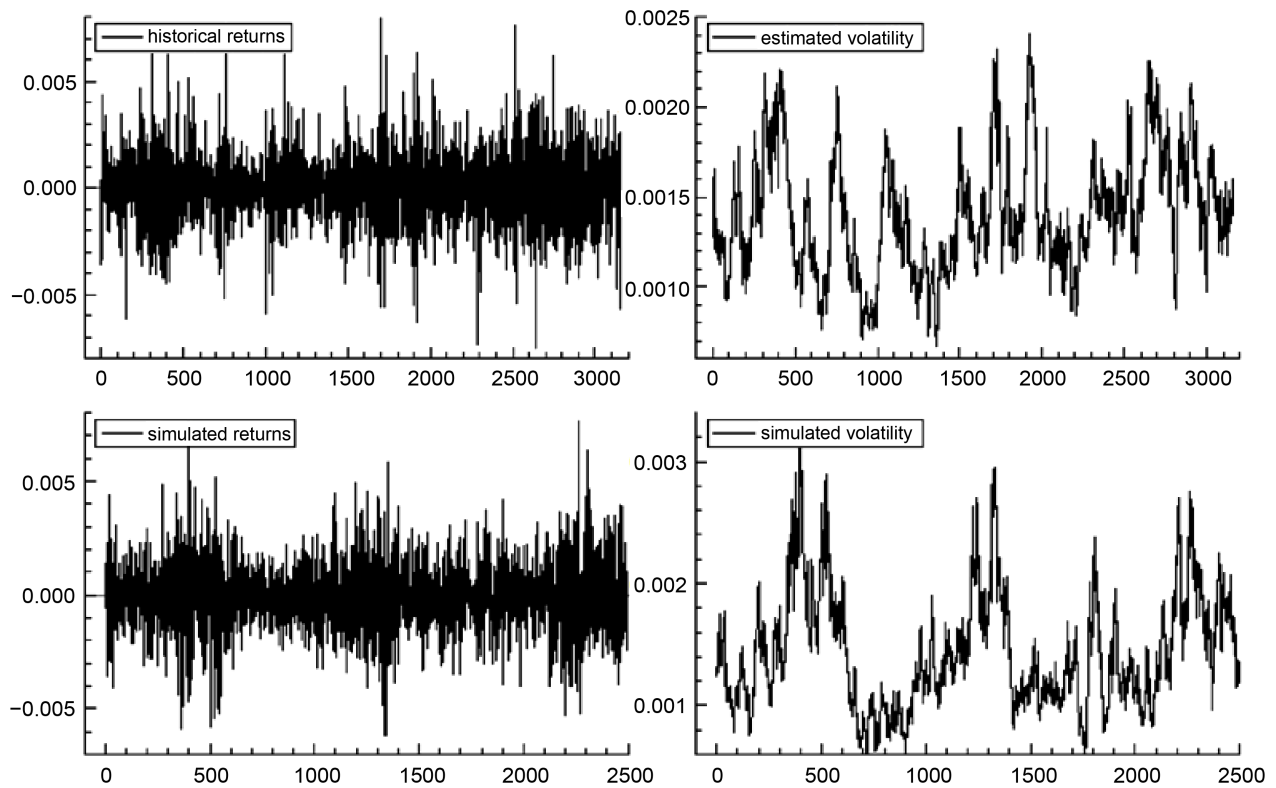 historical returns
0.005
0.000
−0.005
0 500 1000 1500 2000 2500 3000
estimated volatility
0.0025
0.0020
0.0015
0.0010
0 500 1000 1500 2000 2500 3000
simulated returns
0.005
0.000
−0.005
0 500 1000 1500 2000 2500
simulated volatility
0.003
0.002
0.001
0 500 1000 1500 2000 2500